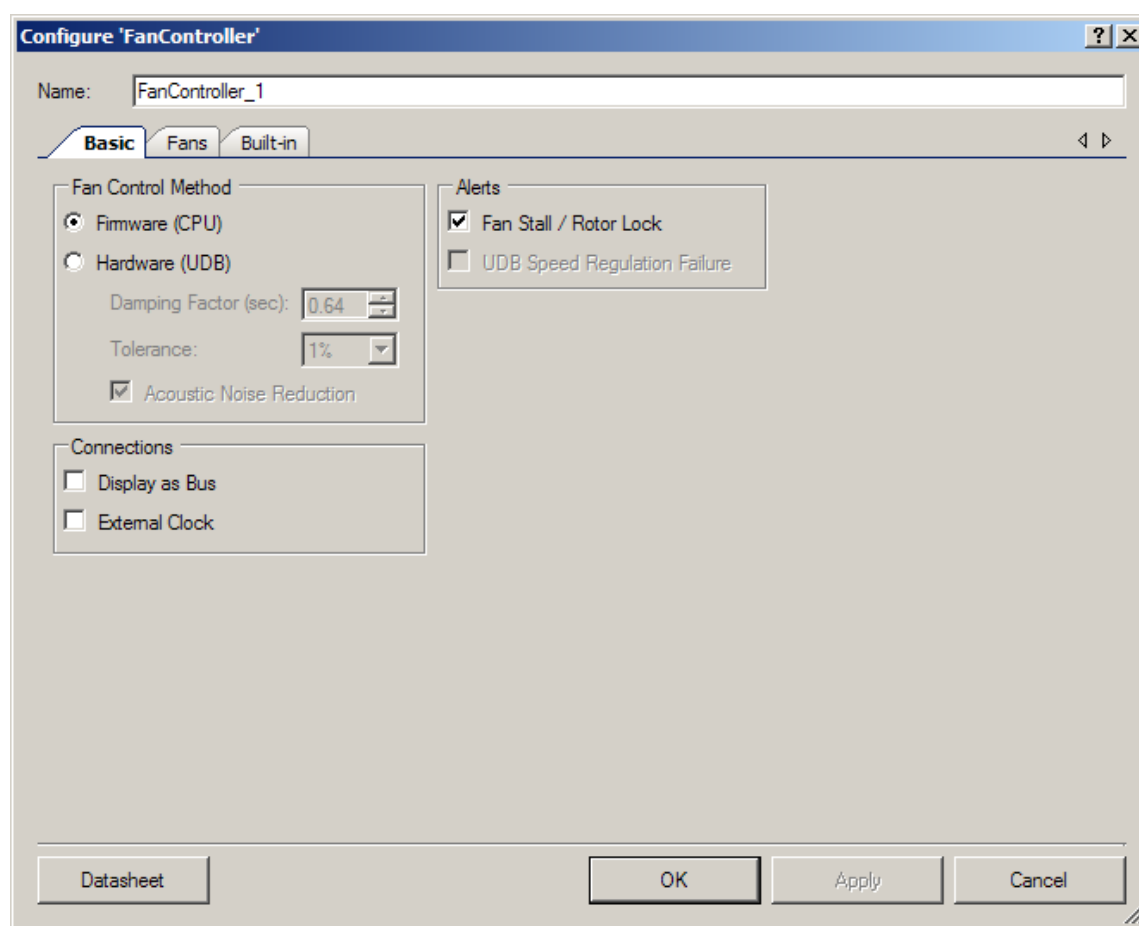 Configure 'FanController'
Name: FanController_1
Basic Fans Built-in
Fan Control Method
Firmware (CPU)
Hardware (UDB)
Damping Factor (sec): 0.64
Tolerance: 1%
Acoustic Noise Reduction
Connections
Display as Bus
External Clock
Alerts
Fan Stall / Rotor Lock
UDB Speed Regulation Failure
Datasheet OK Apply Cancel